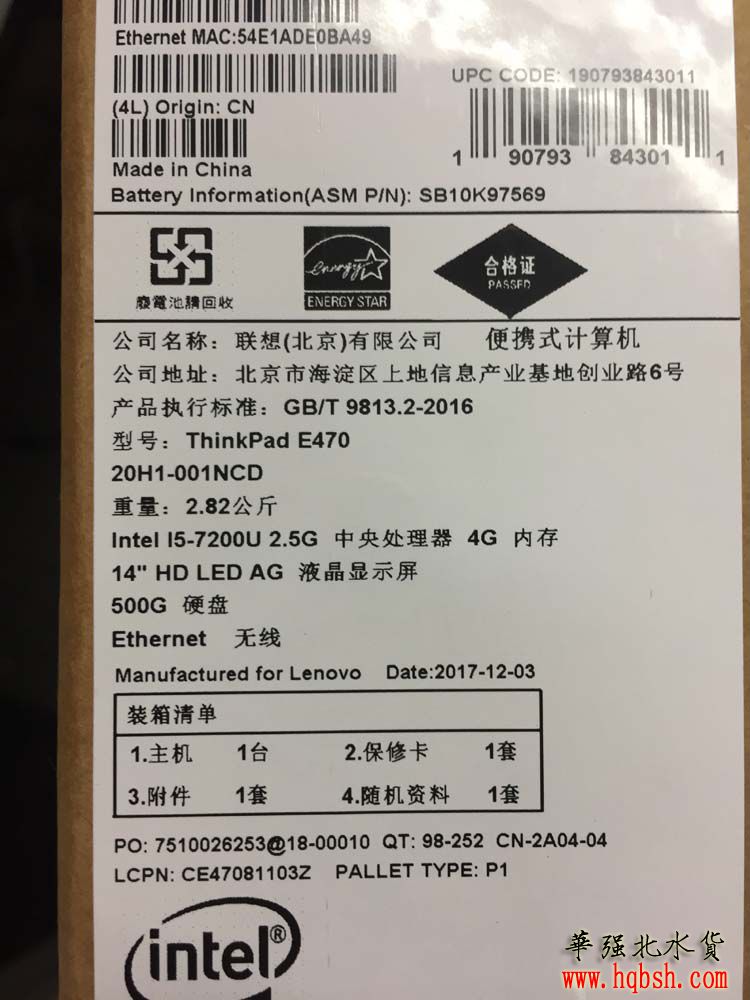 Ethernet MAC:54E1ADE0BA49
UPC CODE: 190793843011
(4L) Origin: CN
1 90793 84301 1
Made in China
Battery Information(ASM P/N): SB10K97569
廢電池請回收
energy
ENERGY STAR
合格证
PASSED
公司名称：联想(北京)有限公司 便携式计算机
公司地址：北京市海淀区上地信息产业基地创业路6号
产品执行标准：GB/T 9813.2-2016
型号：ThinkPad E470
20H1-001NCD
重量：2.82公斤
Intel I5-7200U 2.5G 中央处理器 4G 内存
14" HD LED AG 液晶显示屏
500G 硬盘
Ethernet 无线
Manufactured for Lenovo Date:2017-12-03
装箱清单
1.主机 1台 2.保修卡 1套
3.附件 1套 4.随机资料 1套
PO: 7510026253@18-00010 QT: 98-252 CN-2A04-04
LCPN: CE47081103Z PALLET TYPE: P1
intel®
華强北水貨
www.hqbsh.com